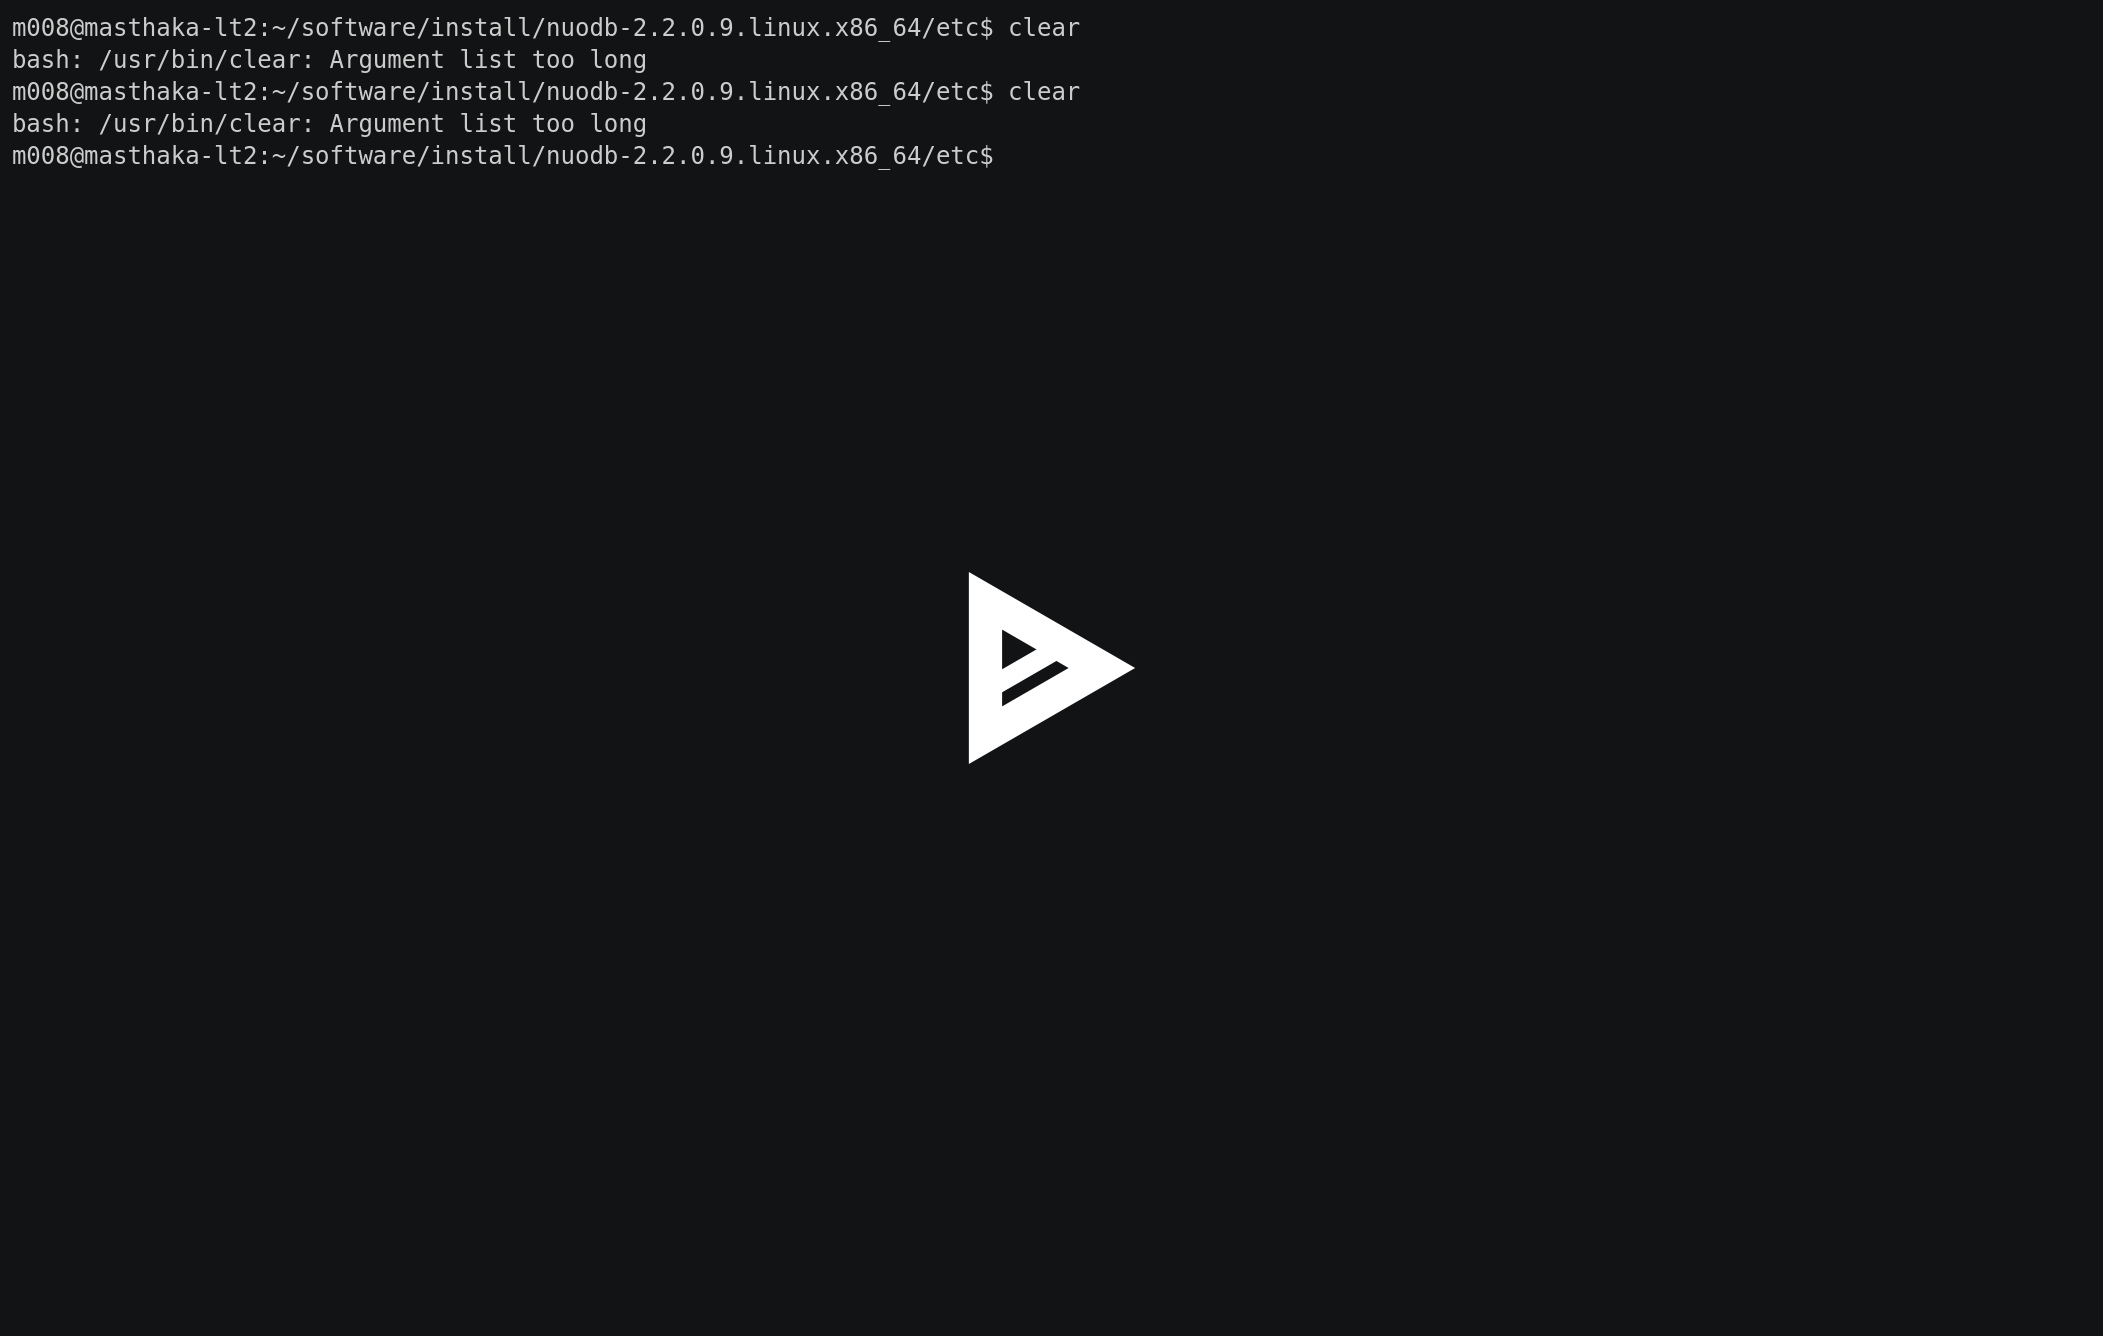 m008@masthaka-lt2:~/software/install/nuodb-2.2.0.9.linux.x86_64/etc$ clear
bash: /usr/bin/clear: Argument list too long
m008@masthaka-lt2:~/software/install/nuodb-2.2.0.9.linux.x86_64/etc$ clear
bash: /usr/bin/clear: Argument list too long
m008@masthaka-lt2:~/software/install/nuodb-2.2.0.9.linux.x86_64/etc$